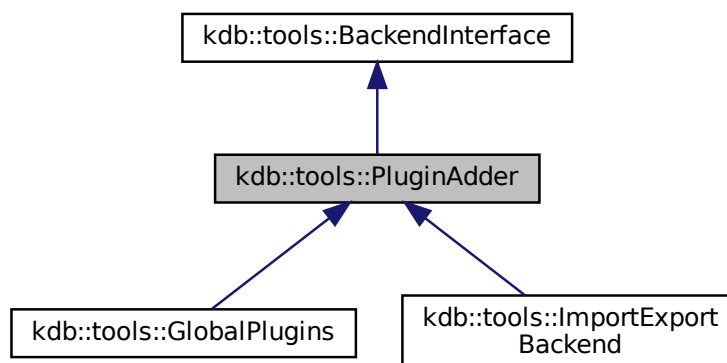 kdb::tools::BackendInterface
kdb::tools::PluginAdder
kdb::tools::GlobalPlugins
kdb::tools::ImportExport
Backend